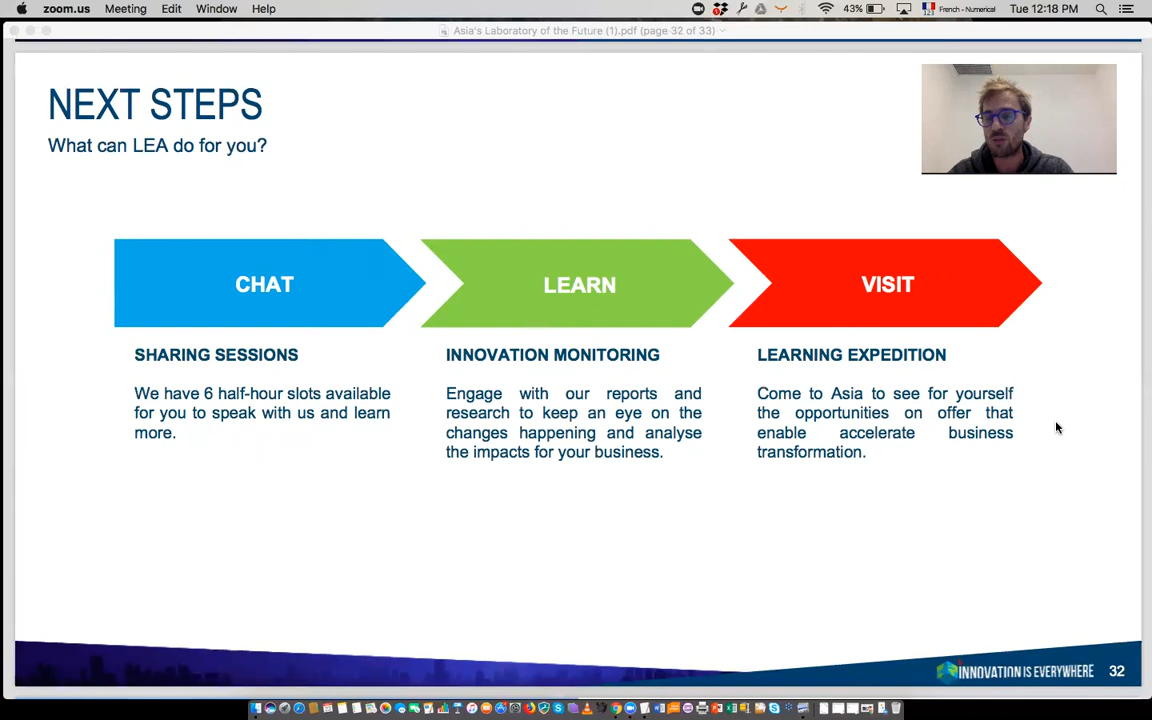 zoom.us Meeting Edit Window Help 43% French - Numerical Tue 12:18 PM
Asia's Laboratory of the Future (1).pdf (page 32 of 33)
NEXT STEPS
What can LEA do for you?
CHAT
SHARING SESSIONS
We have 6 half-hour slots available
for you to speak with us and learn
more.
LEARN
INNOVATION MONITORING
Engage with our reports and
research to keep an eye on the
changes happening and analyse
the impacts for your business.
VISIT
LEARNING EXPEDITION
Come to Asia to see for yourself
the opportunities on offer that
enable accelerate business
transformation.
INNOVATION IS EVERYWHERE 32